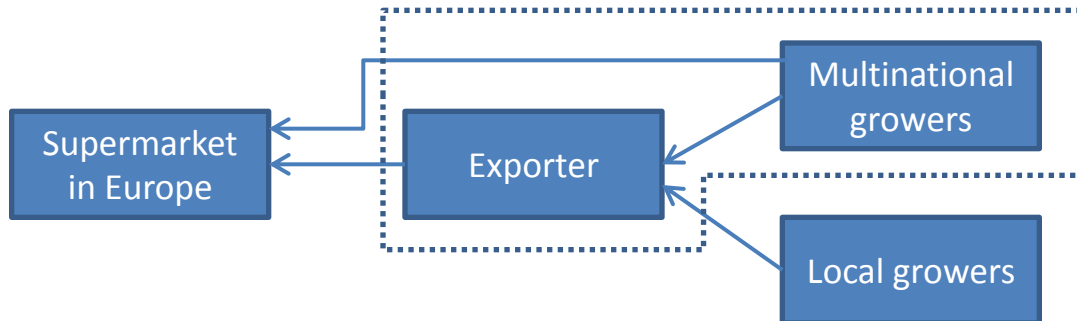 Multinational
growers
Supermarket
in Europe
Exporter
Local growers